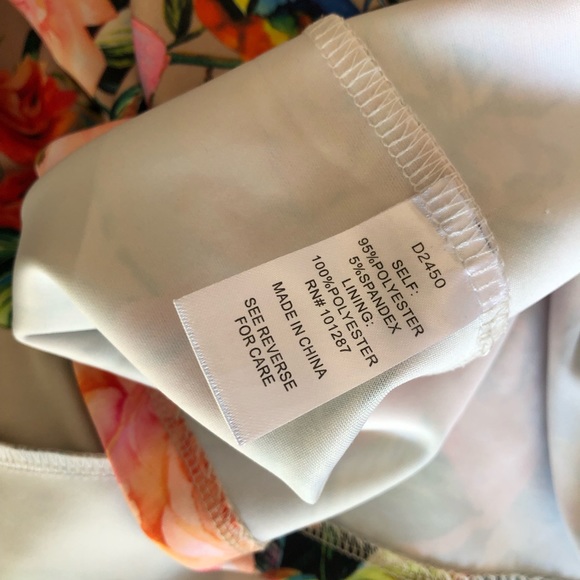 D2450
SELF:
95%POLYESTER
5%SPANDEX
LINING:
100%POLYESTER
RN# 101287
MADE IN CHINA
SEE REVERSE
FOR CARE